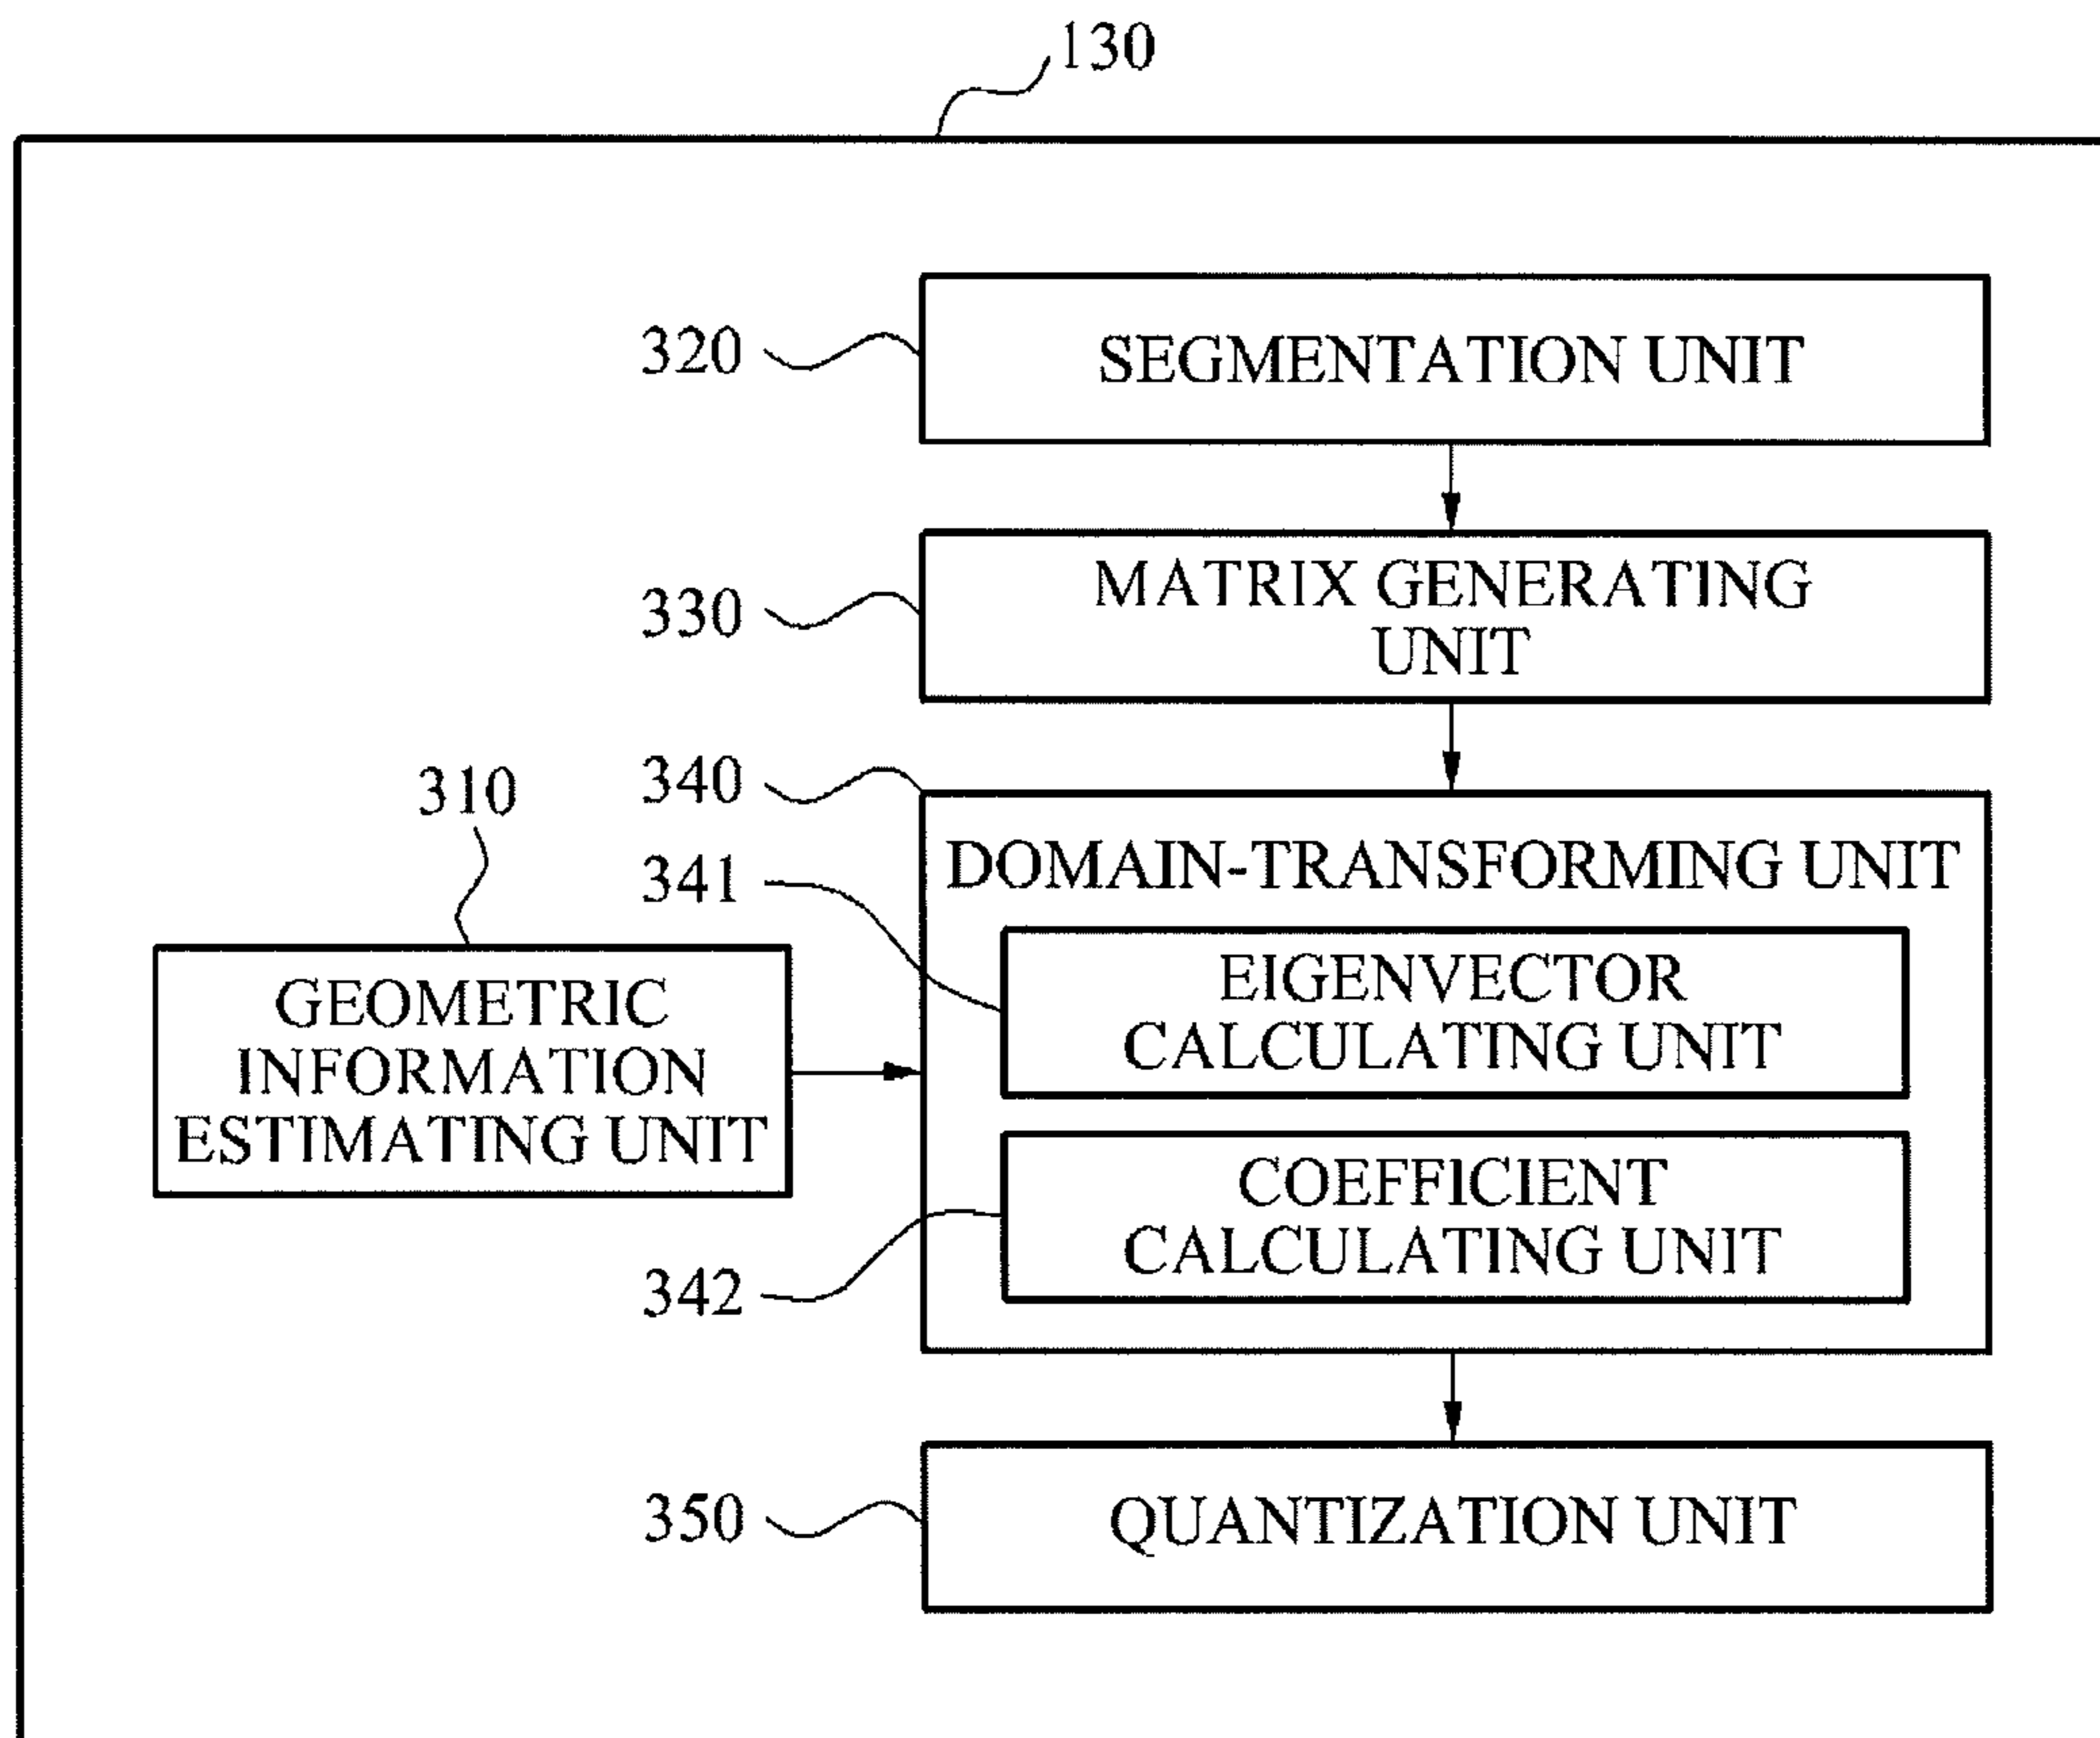 130
320
SEGMENTATION UNIT
330
MATRIX GENERATING
UNIT
340
DOMAIN-TRANSFORMING UNIT
310
GEOMETRIC
INFORMATION
ESTIMATING UNIT
341
EIGENVECTOR
CALCULATING UNIT
342
COEFFICIENT
CALCULATING UNIT
350
QUANTIZATION UNIT